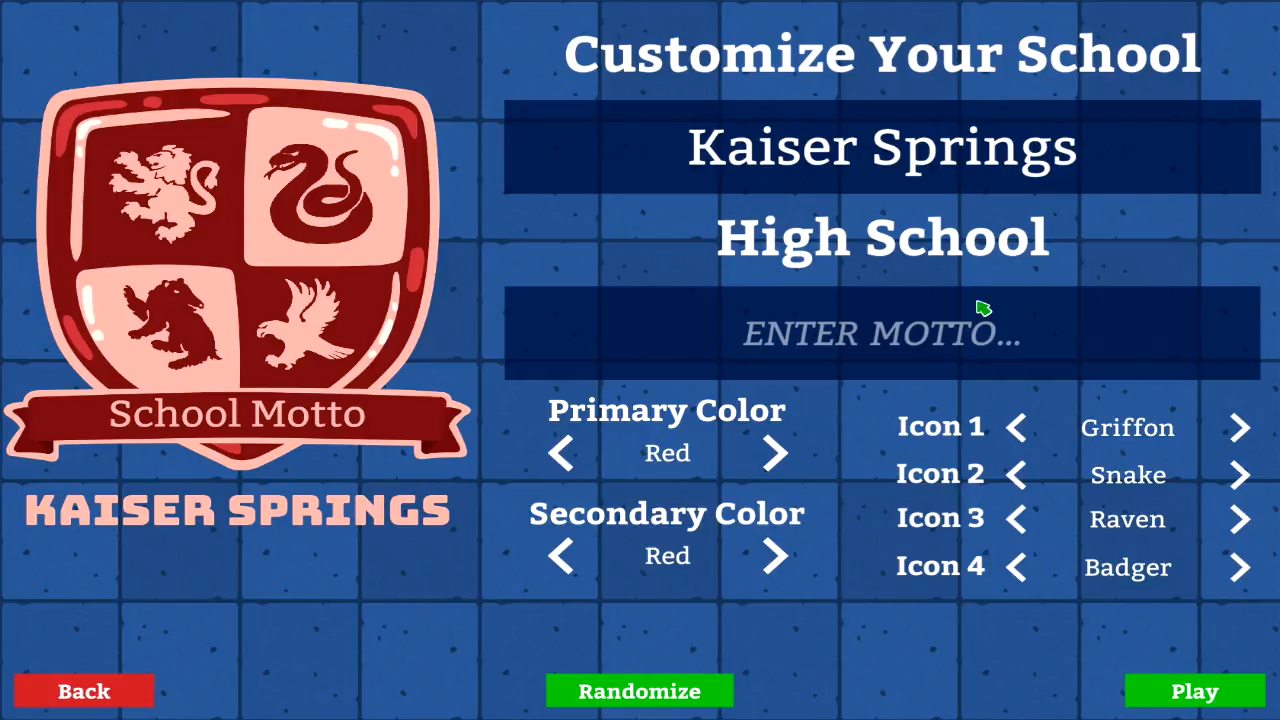 Customize Your School
Kaiser Springs
High School
ENTER MOTTO...
School Motto
KAISER SPRINGS
Primary Color
Red
Secondary Color
Red
Icon 1 Griffon
Icon 2 Snake
Icon 3 Raven
Icon 4 Badger
Back
Randomize
Play